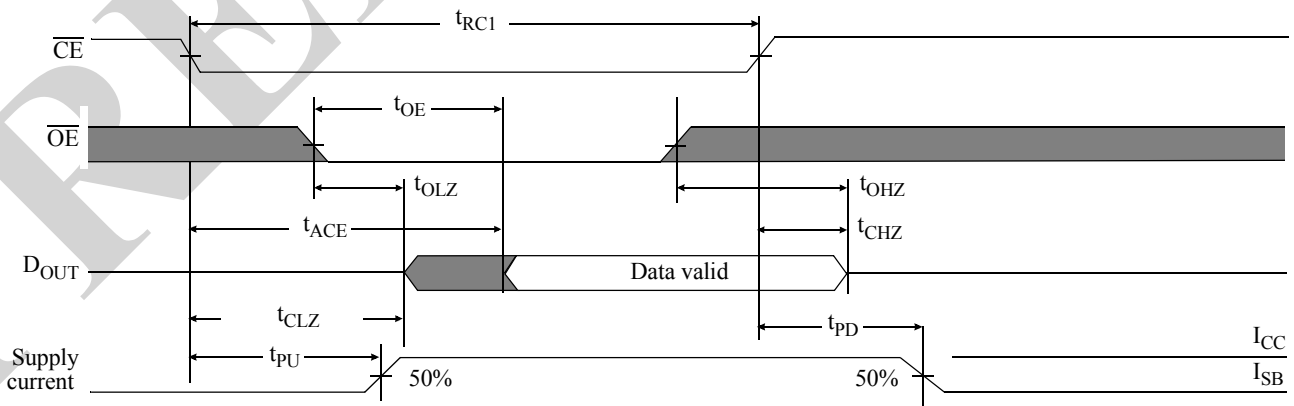 tRC1
CE
tOE
OE
tOLZ
tOHZ
tACE
tCHZ
DOUT
Data valid
tCLZ
tPD
tPU
Supply
current
50%
50%
ICC
ISB